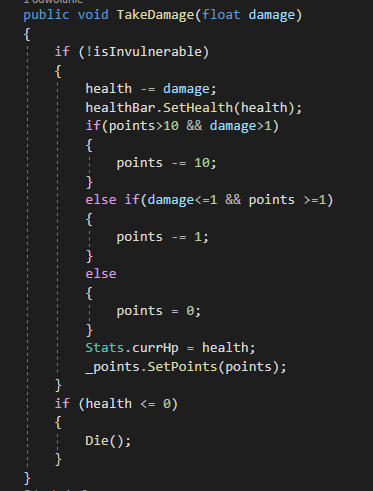 1 odwołanie
public void TakeDamage(float damage)
{
    if (!isInvulnerable)
    {
        health -= damage;
        healthBar.SetHealth(health);
        if(points>10 && damage>1)
        {
            points -= 10;
        }
        else if(damage<=1 && points >=1)
        {
            points -= 1;
        }
        else
        {
            points = 0;
        }
        Stats.currHp = health;
        _points.SetPoints(points);
    }
    if (health <= 0)
    {
        Die();
    }
}